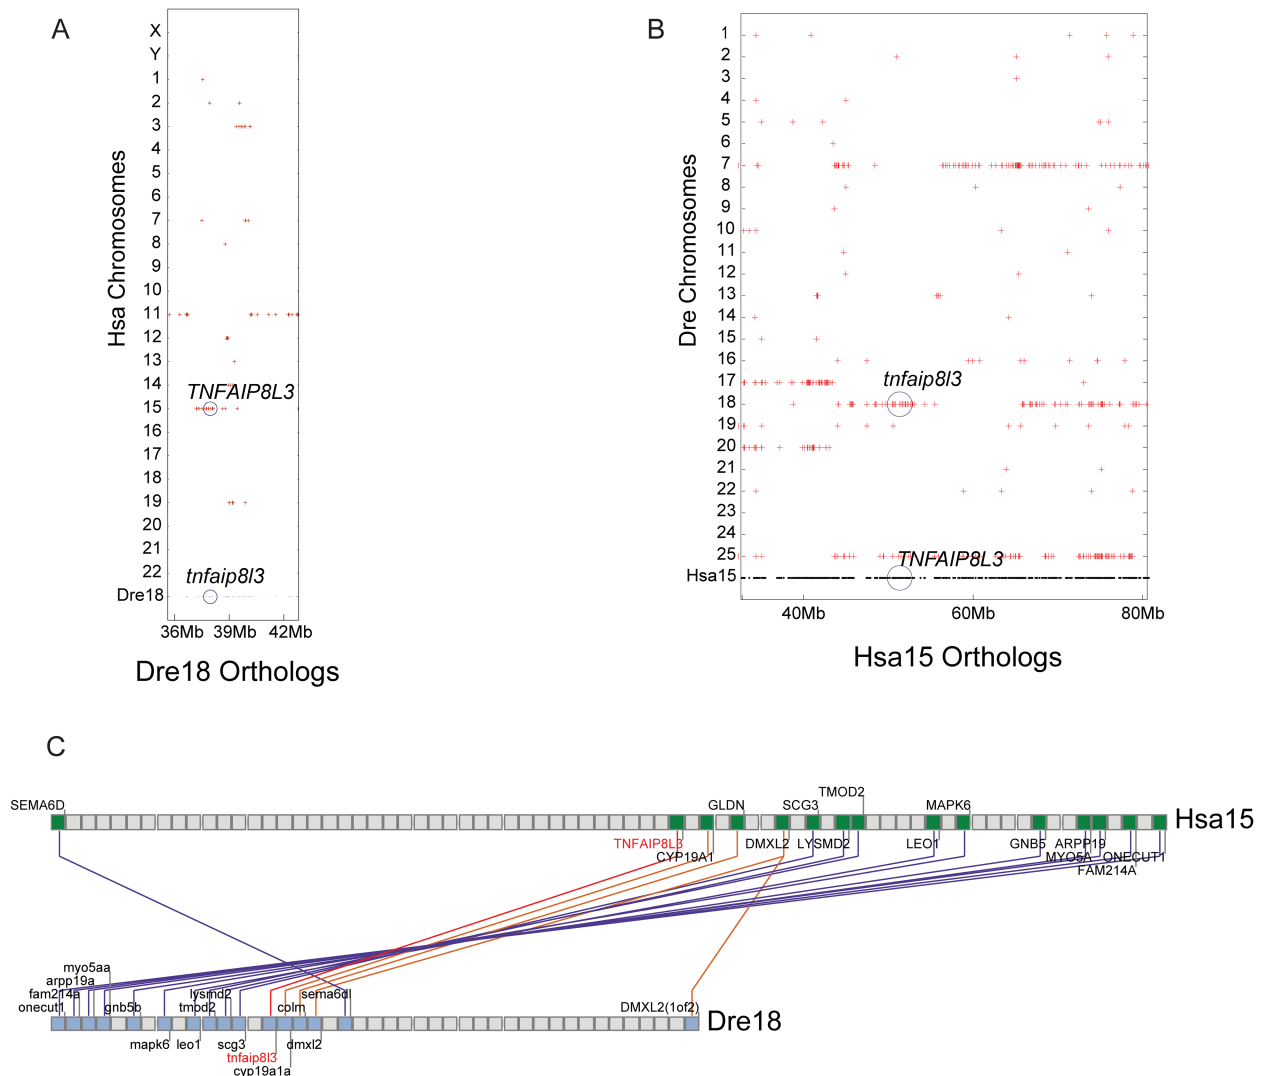 A
Hsa Chromosomes
X
Y
1
2
3
4
5
6
7
8
9
10
11
12
13
14
TNFAIP8L3
15
16
17
18
19
20
21
22
tnfaip8l3
Dre18
36Mb 39Mb 42Mb
Dre18 Orthologs
B
Dre Chromosomes
1
2
3
4
5
6
7
8
9
10
11
12
13
14
15
16
17
tnfaip8l3
18
19
20
21
22
23
24
25
TNFAIP8L3
Hsa15
40Mb 60Mb 80Mb
Hsa15 Orthologs
C
TMOD2
SEMA6D GLDN SCG3 MAPK6
Hsa15
TNFAIP8L3 DMXL2 LYSMD2 LEO1 GNB5 ARPP19
CYP19A1 MYO5A ONECUT1
FAM214A
myo5aa
arpp19a
fam214a lysmd2 sema6dl
onecut1 gnb5b tmod2 colm DMXL2(1of2)
Dre18
mapk6 leo1 scg3 dmxl2
tnfaip8l3
cyp19a1a